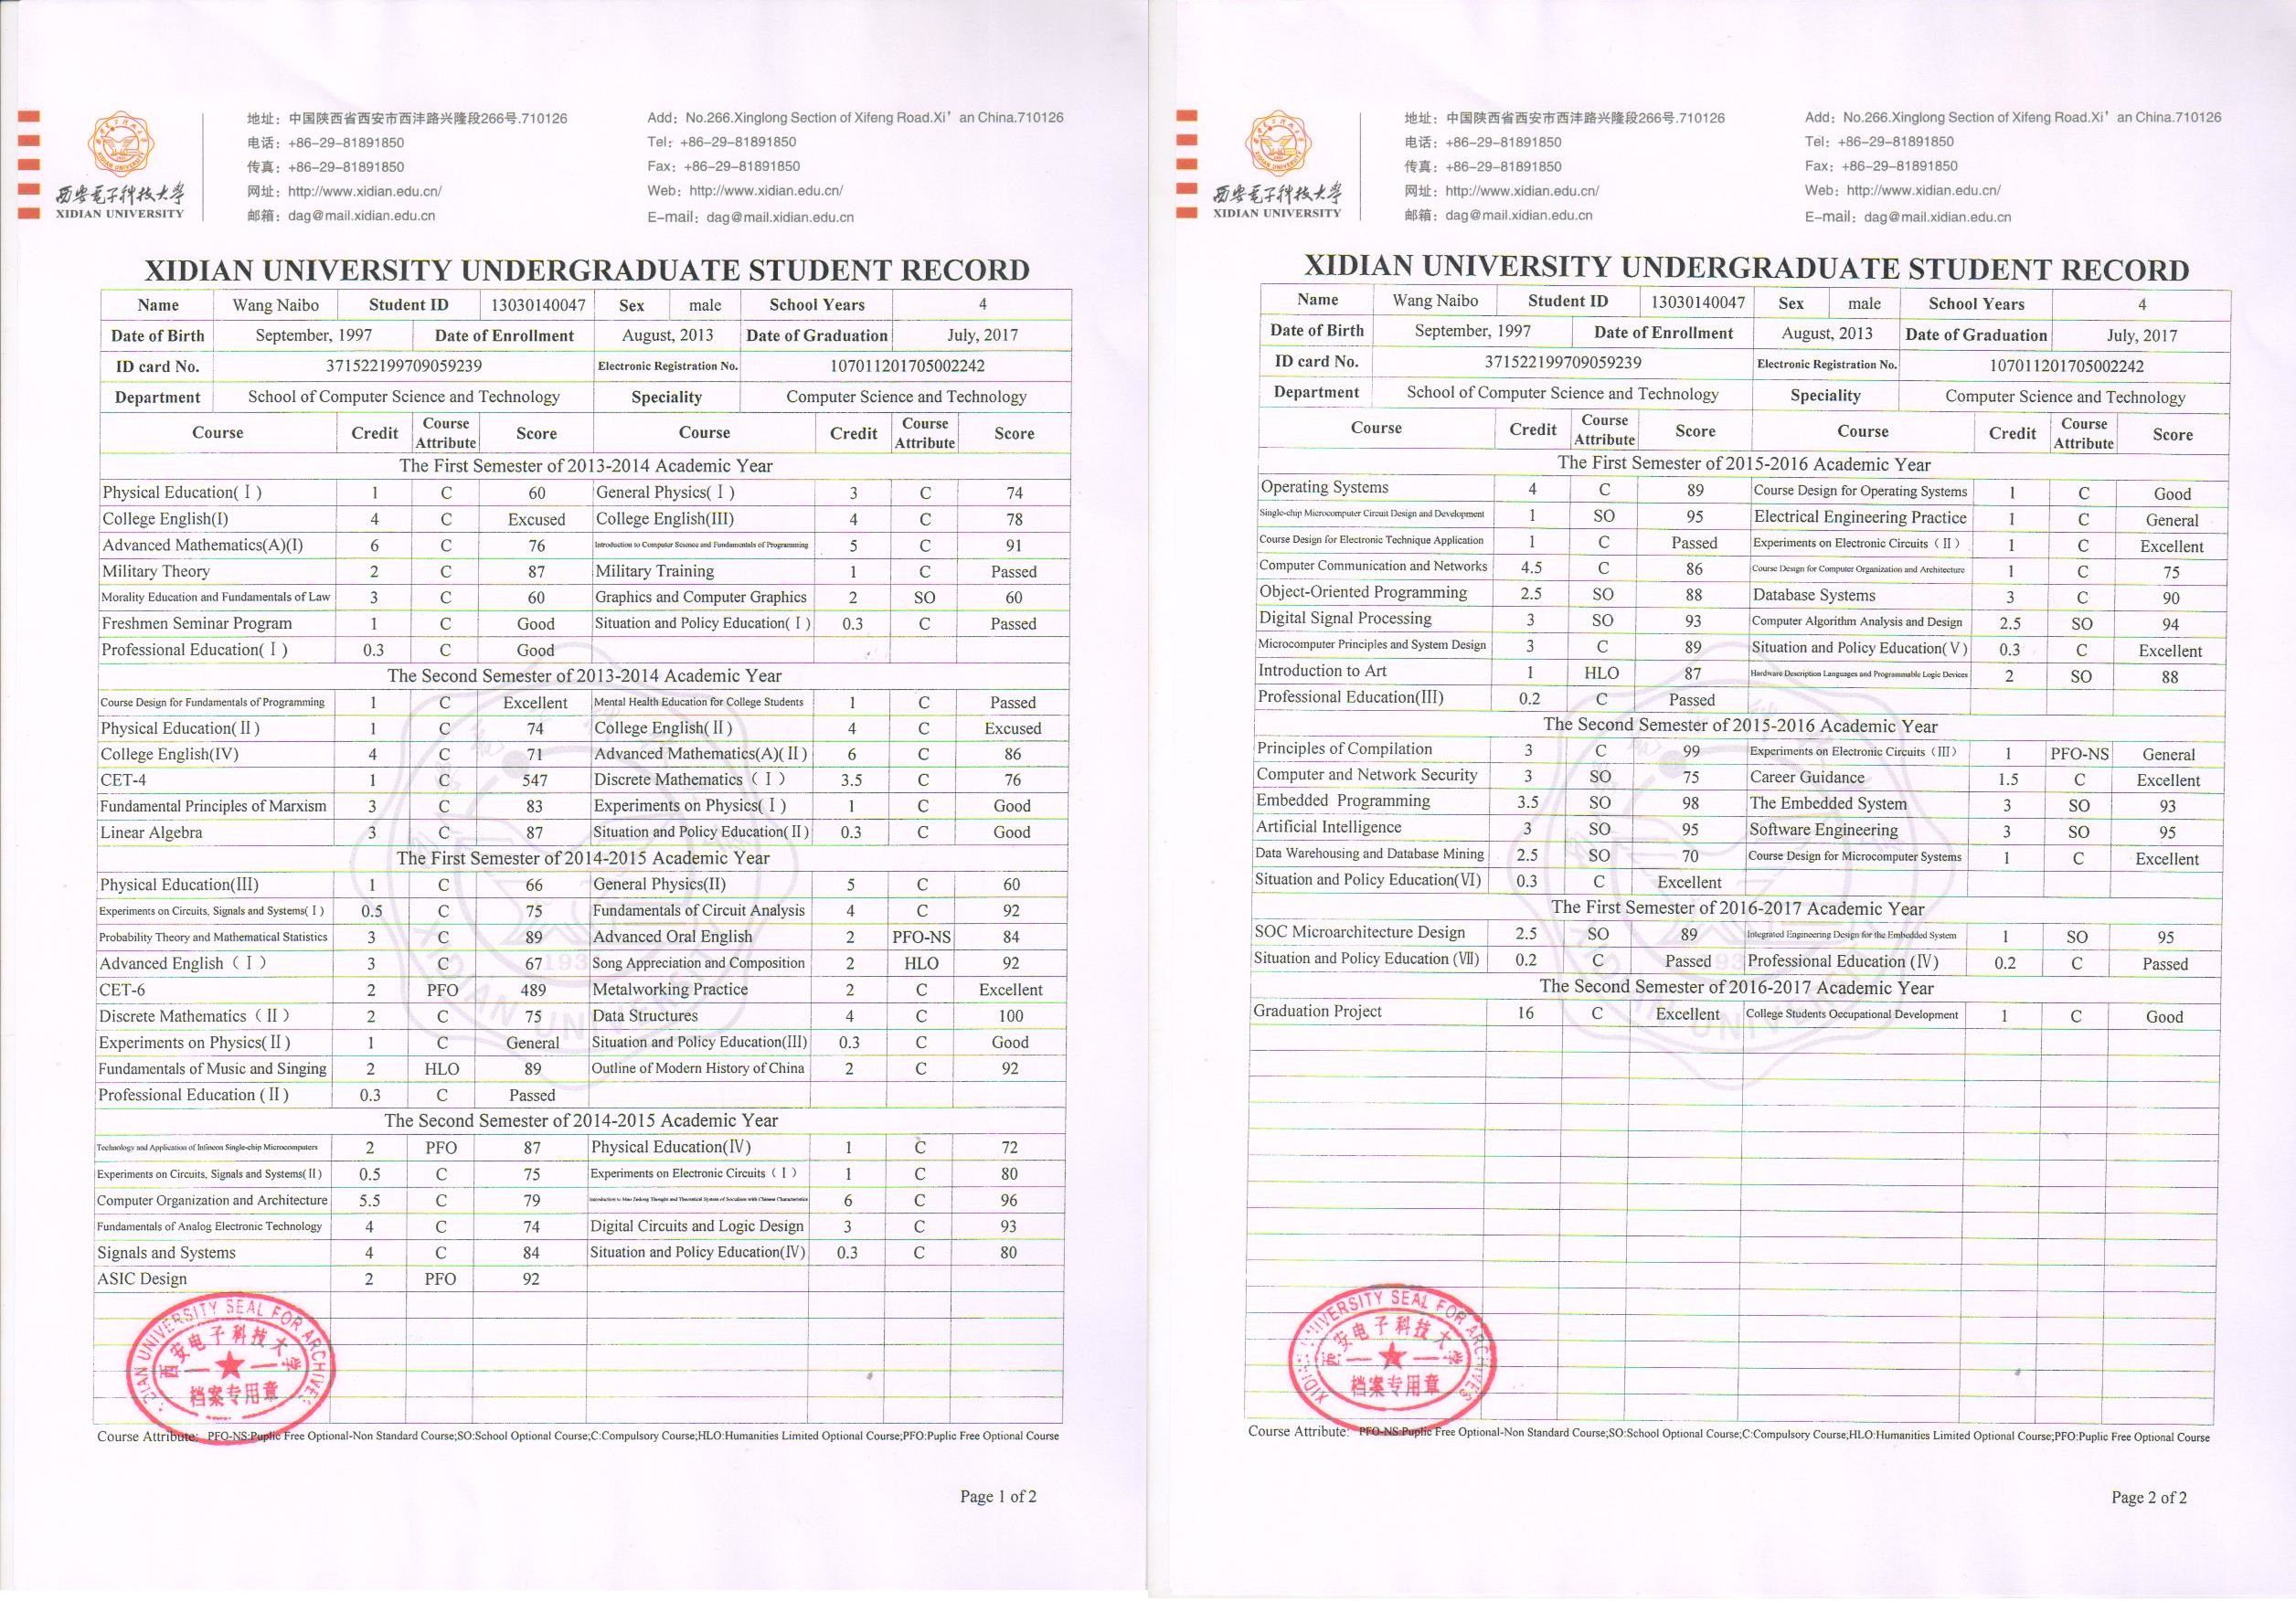 西安电子科技大学
XIDIAN UNIVERSITY
地址：中国陕西省西安市西沣路兴隆段266号.710126
电话：+86-29-81891850
传真：+86-29-81891850
网址：http://www.xidian.edu.cn/
邮箱：dag@mail.xidian.edu.cn
Add：No.266.Xinglong Section of Xifeng Road.Xi’an China.710126
Tel：+86-29-81891850
Fax：+86-29-81891850
Web：http://www.xidian.edu.cn/
E-mail：dag@mail.xidian.edu.cn
XIDIAN UNIVERSITY UNDERGRADUATE STUDENT RECORD
Name Wang Naibo Student ID 13030140047 Sex male School Years 4
Date of Birth September, 1997 Date of Enrollment August, 2013 Date of Graduation July, 2017
ID card No. 371522199709059239 Electronic Registration No. 107011201705002242
Department School of Computer Science and Technology Speciality Computer Science and Technology
Course Credit Course Attribute Score Course Credit Course Attribute Score
The First Semester of 2013-2014 Academic Year
Physical Education(Ⅰ) 1 C 60 General Physics(Ⅰ) 3 C 74
College English(I) 4 C Excused College English(III) 4 C 78
Advanced Mathematics(A)(I) 6 C 76 Introduction to Computer Science and Fundamentals of Programming 5 C 91
Military Theory 2 C 87 Military Training 1 C Passed
Morality Education and Fundamentals of Law 3 C 60 Graphics and Computer Graphics 2 SO 60
Freshmen Seminar Program 1 C Good Situation and Policy Education(Ⅰ) 0.3 C Passed
Professional Education(Ⅰ) 0.3 C Good
The Second Semester of 2013-2014 Academic Year
Course Design for Fundamentals of Programming 1 C Excellent Mental Health Education for College Students 1 C Passed
Physical Education(Ⅱ) 1 C 74 College English(Ⅱ) 4 C Excused
College English(IV) 4 C 71 Advanced Mathematics(A)(Ⅱ) 6 C 86
CET-4 1 C 547 Discrete Mathematics（Ⅰ） 3.5 C 76
Fundamental Principles of Marxism 3 C 83 Experiments on Physics(Ⅰ) 1 C Good
Linear Algebra 3 C 87 Situation and Policy Education(Ⅱ) 0.3 C Good
The First Semester of 2014-2015 Academic Year
Physical Education(III) 1 C 66 General Physics(II) 5 C 60
Experiments on Circuits, Signals and Systems(Ⅰ) 0.5 C 75 Fundamentals of Circuit Analysis 4 C 92
Probability Theory and Mathematical Statistics 3 C 89 Advanced Oral English 2 PFO-NS 84
Advanced English（Ⅰ） 3 C 67 Song Appreciation and Composition 2 HLO 92
CET-6 2 PFO 489 Metalworking Practice 2 C Excellent
Discrete Mathematics（Ⅱ） 2 C 75 Data Structures 4 C 100
Experiments on Physics(Ⅱ) 1 C General Situation and Policy Education(III) 0.3 C Good
Fundamentals of Music and Singing 2 HLO 89 Outline of Modern History of China 2 C 92
Professional Education (Ⅱ) 0.3 C Passed
The Second Semester of 2014-2015 Academic Year
Technology and Application of Infineon Single-chip Microcomputers 2 PFO 87 Physical Education(Ⅳ) 1 C 72
Experiments on Circuits, Signals and Systems(Ⅱ) 0.5 C 75 Experiments on Electronic Circuits（Ⅰ） 1 C 80
Computer Organization and Architecture 5.5 C 79 Introduction to Mao Zedong Thought and Theoretical System of Socialism with Chinese Characteristics 6 C 96
Fundamentals of Analog Electronic Technology 4 C 74 Digital Circuits and Logic Design 3 C 93
Signals and Systems 4 C 84 Situation and Policy Education(Ⅳ) 0.3 C 80
ASIC Design 2 PFO 92
XIDIAN UNIVERSITY SEAL FOR ARCHIVES
西安电子科技大学
档案专用章
Course Attribute: PFO-NS:Puplic Free Optional-Non Standard Course;SO:School Optional Course;C:Compulsory Course;HLO:Humanities Limited Optional Course;PFO:Puplic Free Optional Course
Page 1 of 2
西安电子科技大学
XIDIAN UNIVERSITY
地址：中国陕西省西安市西沣路兴隆段266号.710126
电话：+86-29-81891850
传真：+86-29-81891850
网址：http://www.xidian.edu.cn/
邮箱：dag@mail.xidian.edu.cn
Add：No.266.Xinglong Section of Xifeng Road.Xi’an China.710126
Tel：+86-29-81891850
Fax：+86-29-81891850
Web：http://www.xidian.edu.cn/
E-mail：dag@mail.xidian.edu.cn
XIDIAN UNIVERSITY UNDERGRADUATE STUDENT RECORD
Name Wang Naibo Student ID 13030140047 Sex male School Years 4
Date of Birth September, 1997 Date of Enrollment August, 2013 Date of Graduation July, 2017
ID card No. 371522199709059239 Electronic Registration No. 107011201705002242
Department School of Computer Science and Technology Speciality Computer Science and Technology
Course Credit Course Attribute Score Course Credit Course Attribute Score
The First Semester of 2015-2016 Academic Year
Operating Systems 4 C 89 Course Design for Operating Systems 1 C Good
Single-chip Microcomputer Circuit Design and Development 1 SO 95 Electrical Engineering Practice 1 C General
Course Design for Electronic Technique Application 1 C Passed Experiments on Electronic Circuits（Ⅱ） 1 C Excellent
Computer Communication and Networks 4.5 C 86 Course Design for Computer Organization and Architecture 1 C 75
Object-Oriented Programming 2.5 SO 88 Database Systems 3 C 90
Digital Signal Processing 3 SO 93 Computer Algorithm Analysis and Design 2.5 SO 94
Microcomputer Principles and System Design 3 C 89 Situation and Policy Education(Ⅴ) 0.3 C Excellent
Introduction to Art 1 HLO 87 Hardware Description Languages and Programmable Logic Devices 2 SO 88
Professional Education(III) 0.2 C Passed
The Second Semester of 2015-2016 Academic Year
Principles of Compilation 3 C 99 Experiments on Electronic Circuits（Ⅲ） 1 PFO-NS General
Computer and Network Security 3 SO 75 Career Guidance 1.5 C Excellent
Embedded Programming 3.5 SO 98 The Embedded System 3 SO 93
Artificial Intelligence 3 SO 95 Software Engineering 3 SO 95
Data Warehousing and Database Mining 2.5 SO 70 Course Design for Microcomputer Systems 1 C Excellent
Situation and Policy Education(VI) 0.3 C Excellent
The First Semester of 2016-2017 Academic Year
SOC Microarchitecture Design 2.5 SO 89 Integrated Engineering Design for the Embedded System 1 SO 95
Situation and Policy Education (Ⅶ) 0.2 C Passed Professional Education (Ⅳ) 0.2 C Passed
The Second Semester of 2016-2017 Academic Year
Graduation Project 16 C Excellent College Students Occupational Development 1 C Good
XIDIAN UNIVERSITY SEAL FOR ARCHIVES
西安电子科技大学
档案专用章
Course Attribute: PFO-NS:Puplic Free Optional-Non Standard Course;SO:School Optional Course;C:Compulsory Course;HLO:Humanities Limited Optional Course;PFO:Puplic Free Optional Course
Page 2 of 2